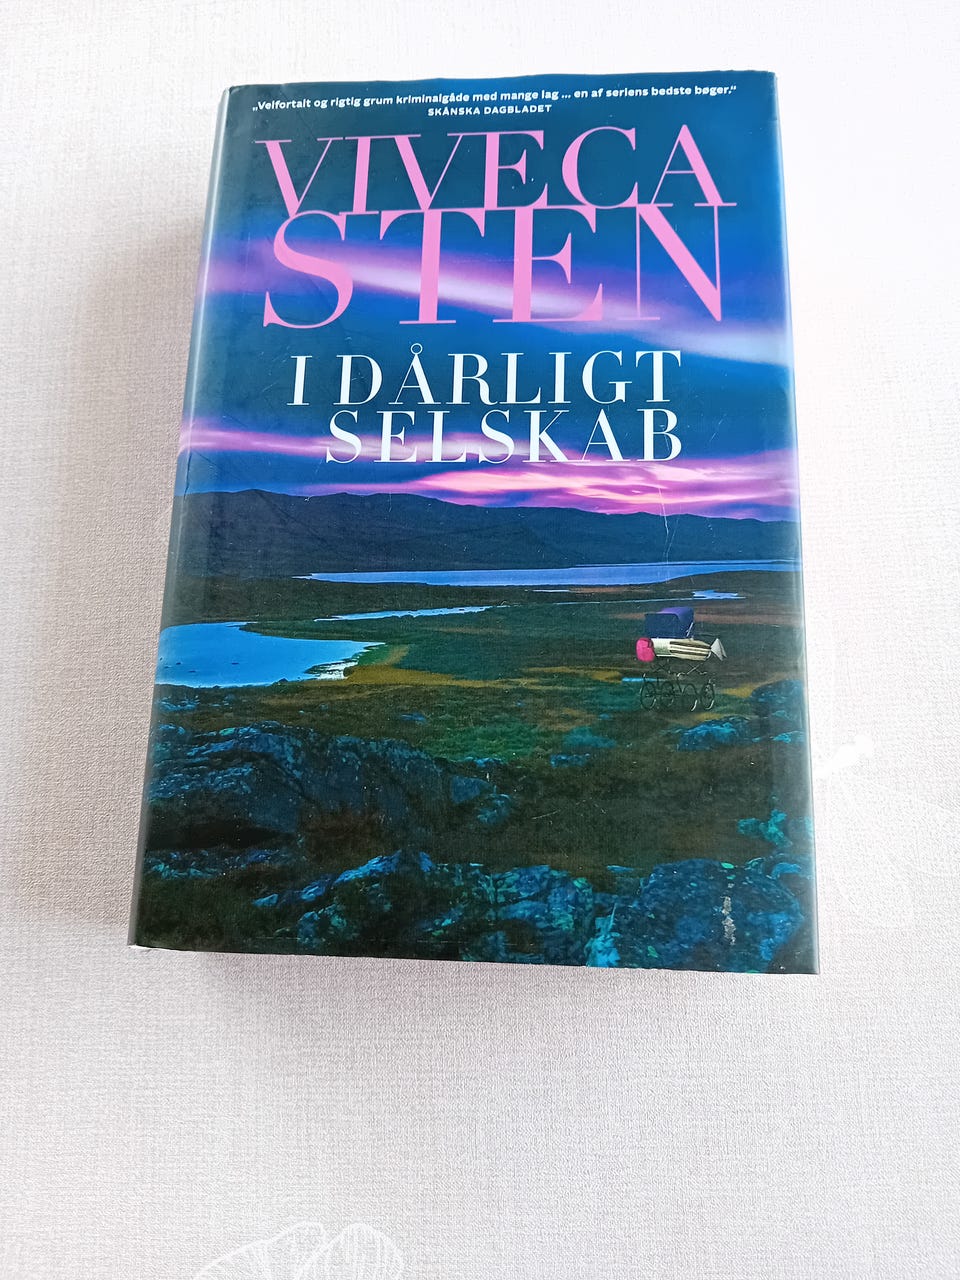 „Velfortalt og rigtig grum kriminalgåde med mange lag ... en af seriens bedste bøger.“
SKÅNSKA DAGBLADET
VIVECA
STEN
I DÅRLIGT
SELSKAB